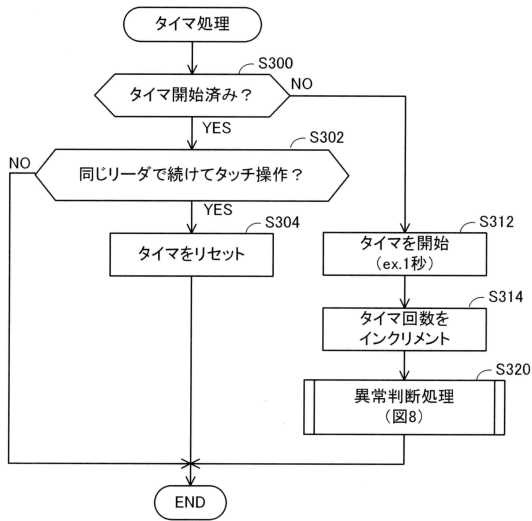 タイマ処理
S300
タイマ開始済み？
NO
YES
S302
NO
同じリーダで続けてタッチ操作？
YES
S304
タイマをリセット
S312
タイマを開始
（ex.1秒）
S314
タイマ回数を
インクリメント
S320
異常判断処理
（図8）
END